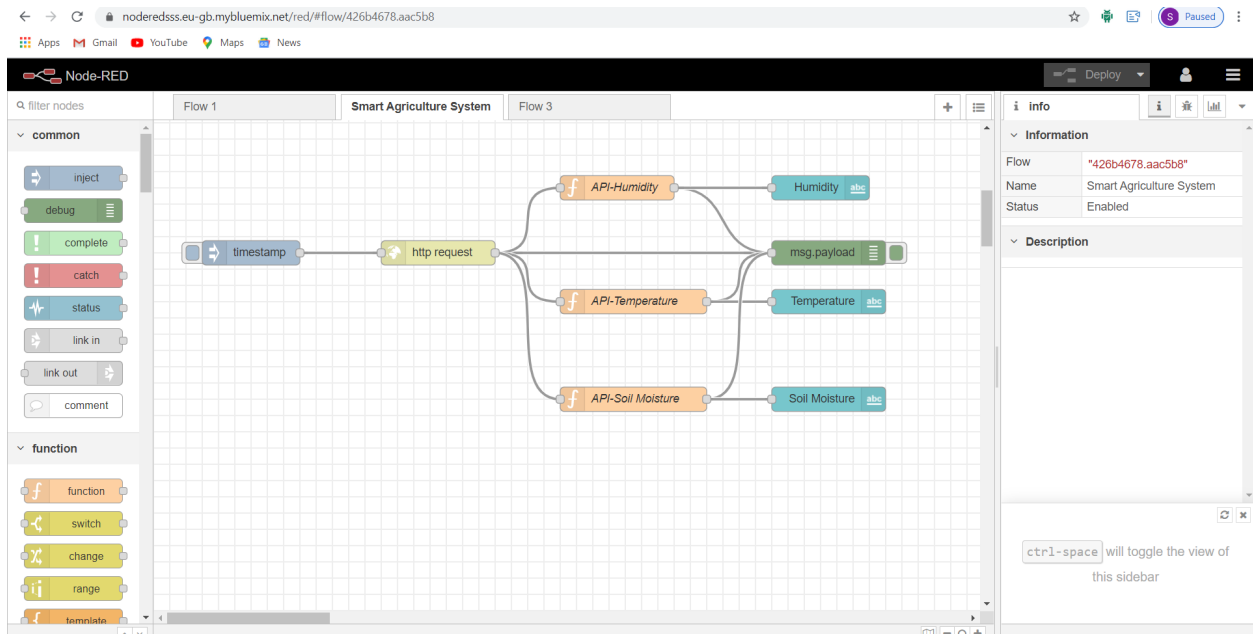 noderedsss.eu-gb.mybluemix.net/red/#flow/426b4678.aac5b8
S Paused
Apps Gmail YouTube Maps News
Node-RED
Deploy
filter nodes
Flow 1 Smart Agriculture System Flow 3
i info i
common
inject
debug
complete
catch
status
link in
link out
comment
function
function
switch
change
range
template
timestamp
http request
API-Humidity
Humidity abc
msg.payload
API-Temperature
Temperature abc
API-Soil Moisture
Soil Moisture abc
Information
Flow "426b4678.aac5b8"
Name Smart Agriculture System
Status Enabled
Description
ctrl-space will toggle the view of
this sidebar